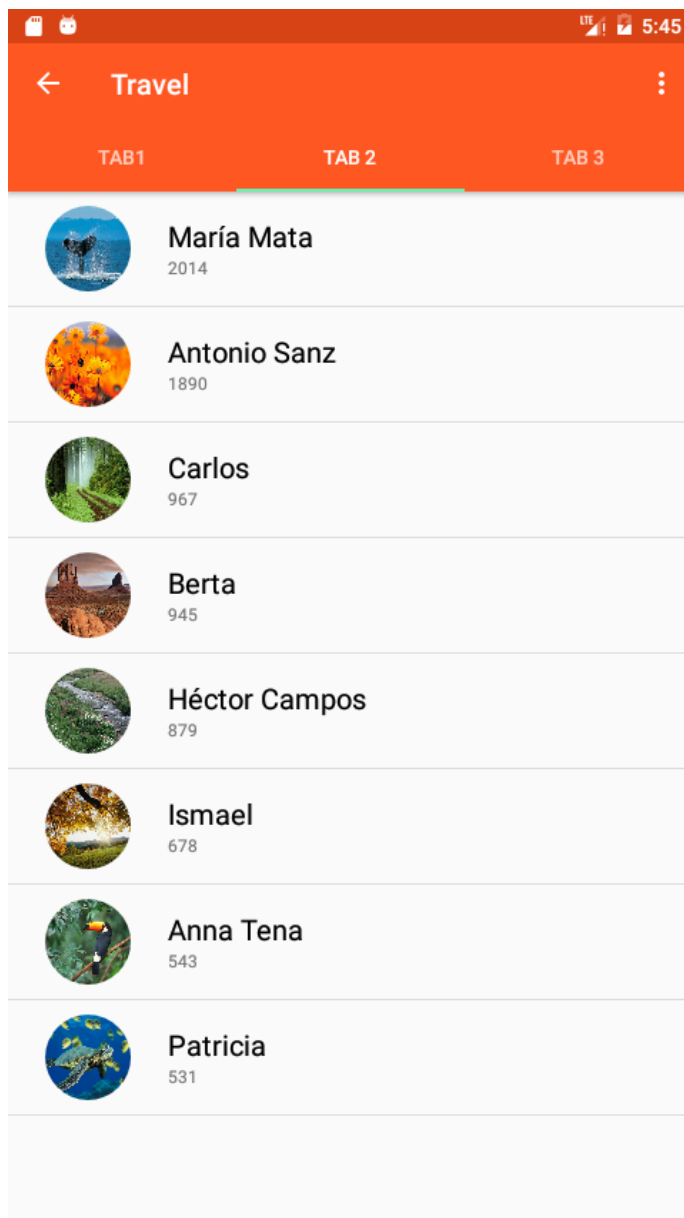 LTE 5:45
Travel
TAB1 TAB 2 TAB 3
María Mata
2014
Antonio Sanz
1890
Carlos
967
Berta
945
Héctor Campos
879
Ismael
678
Anna Tena
543
Patricia
531